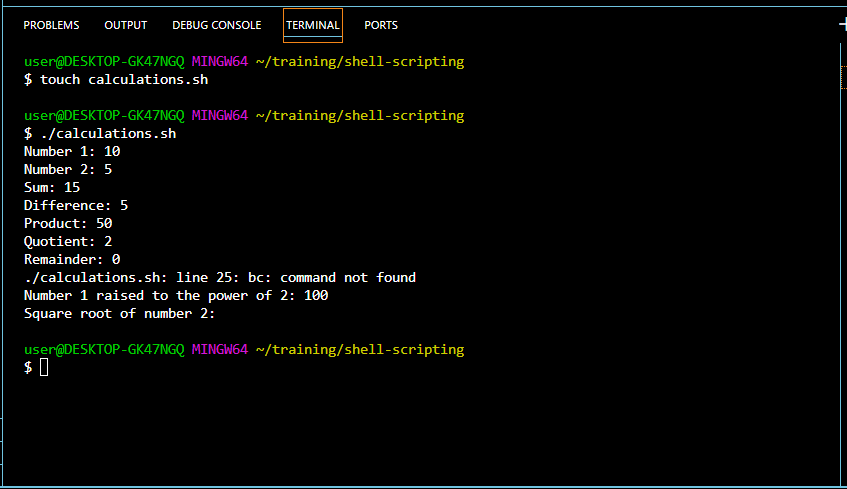 PROBLEMS OUTPUT DEBUG CONSOLE TERMINAL PORTS
user@DESKTOP-GK47NGQ MINGW64 ~/training/shell-scripting
$ touch calculations.sh
user@DESKTOP-GK47NGQ MINGW64 ~/training/shell-scripting
$ ./calculations.sh
Number 1: 10
Number 2: 5
Sum: 15
Difference: 5
Product: 50
Quotient: 2
Remainder: 0
./calculations.sh: line 25: bc: command not found
Number 1 raised to the power of 2: 100
Square root of number 2:
user@DESKTOP-GK47NGQ MINGW64 ~/training/shell-scripting
$